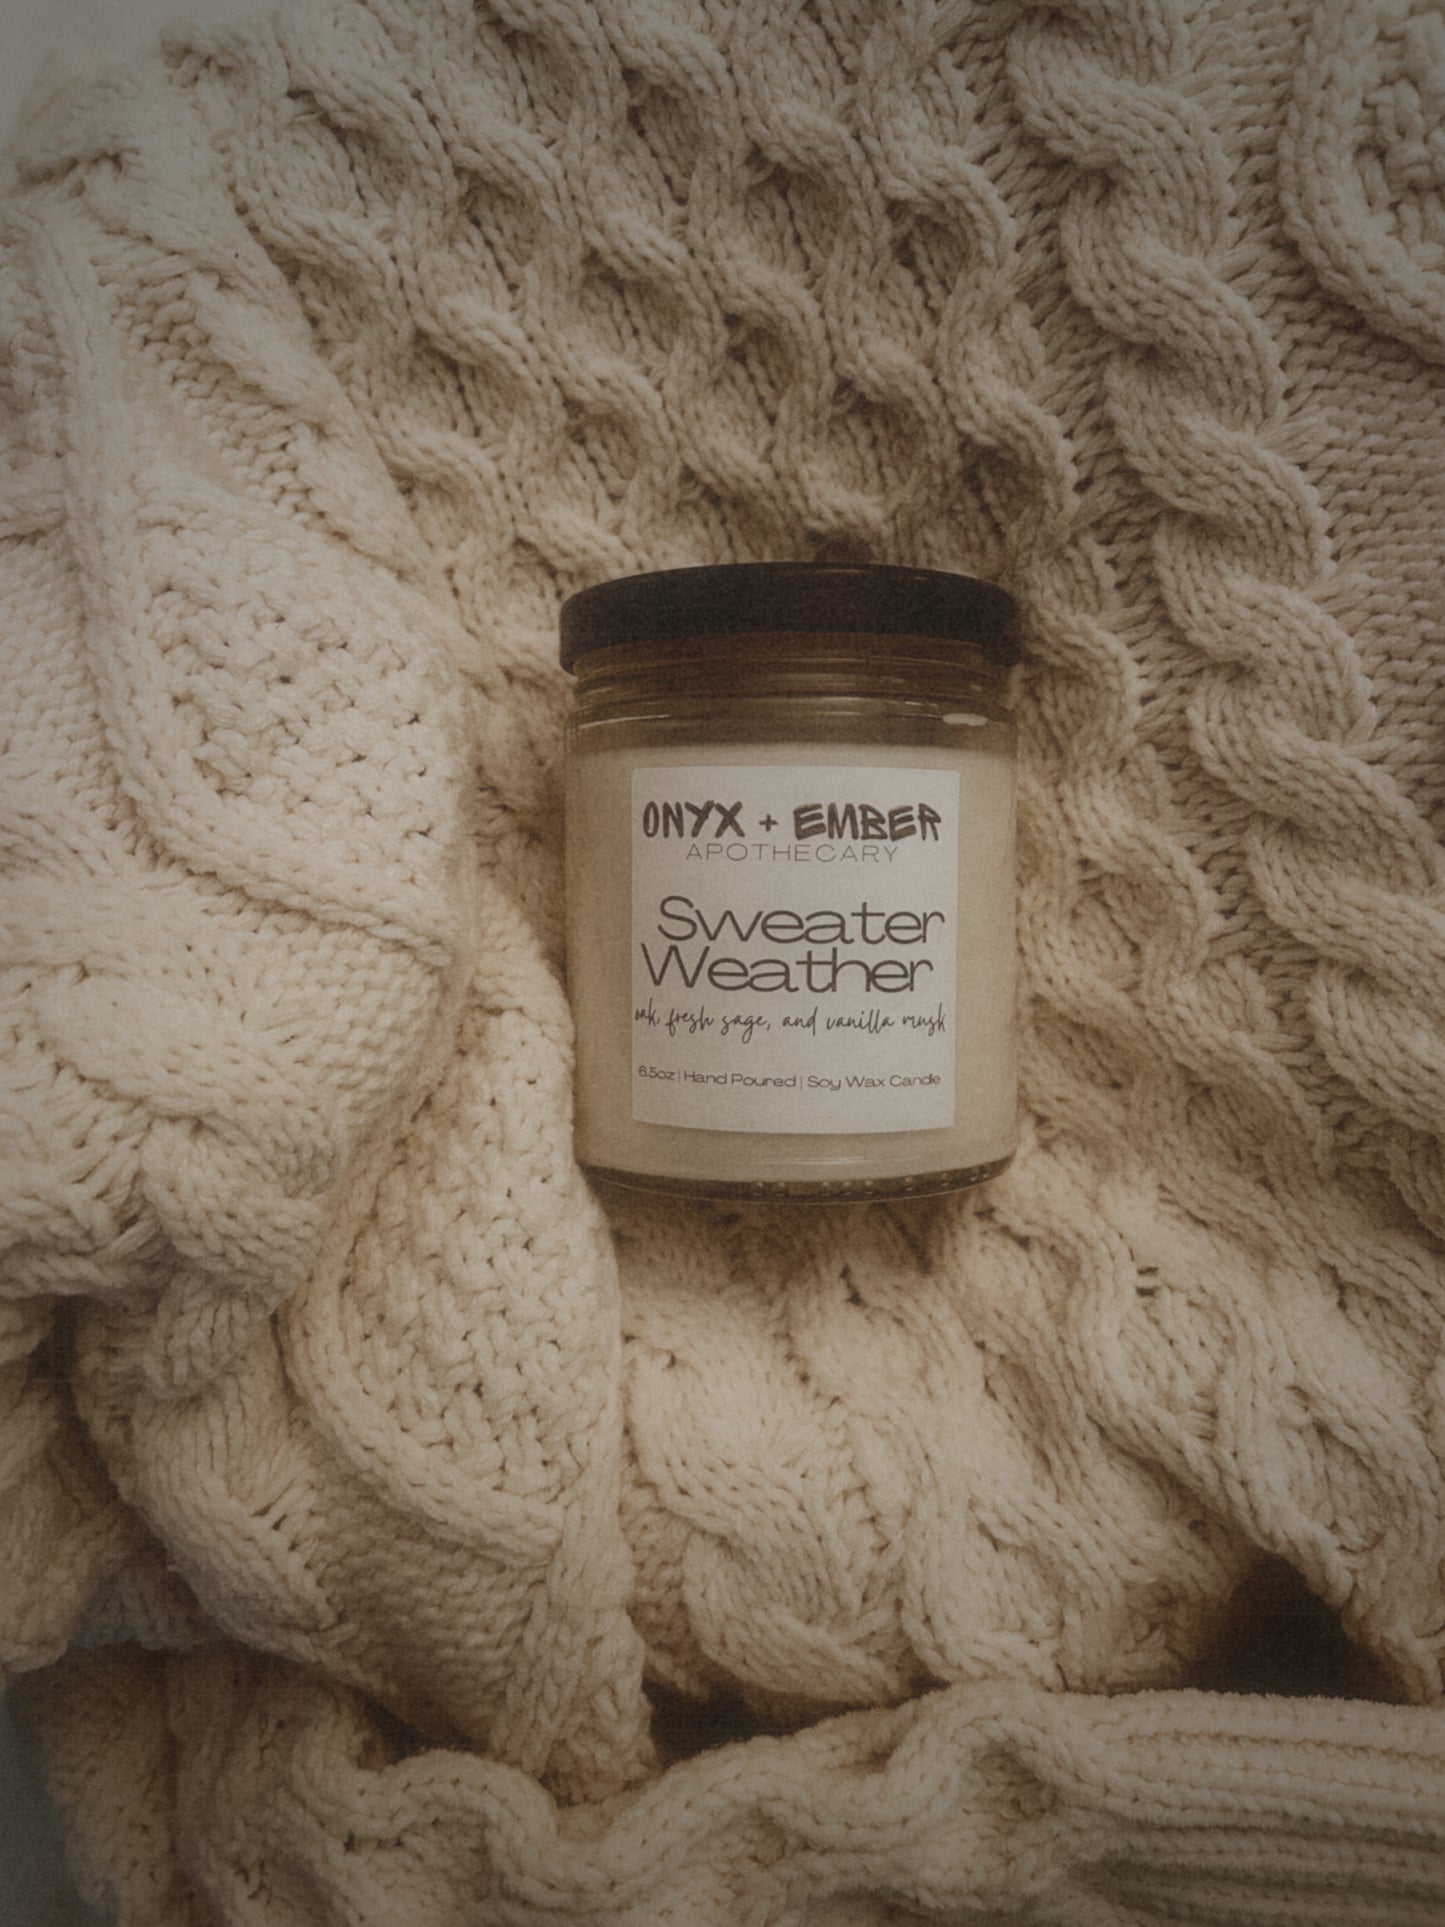 ONYX + EMBER
APOTHECARY
Sweater
Weather
oak, fresh sage, and vanilla musk
6.5oz | Hand Poured | Soy Wax Candle